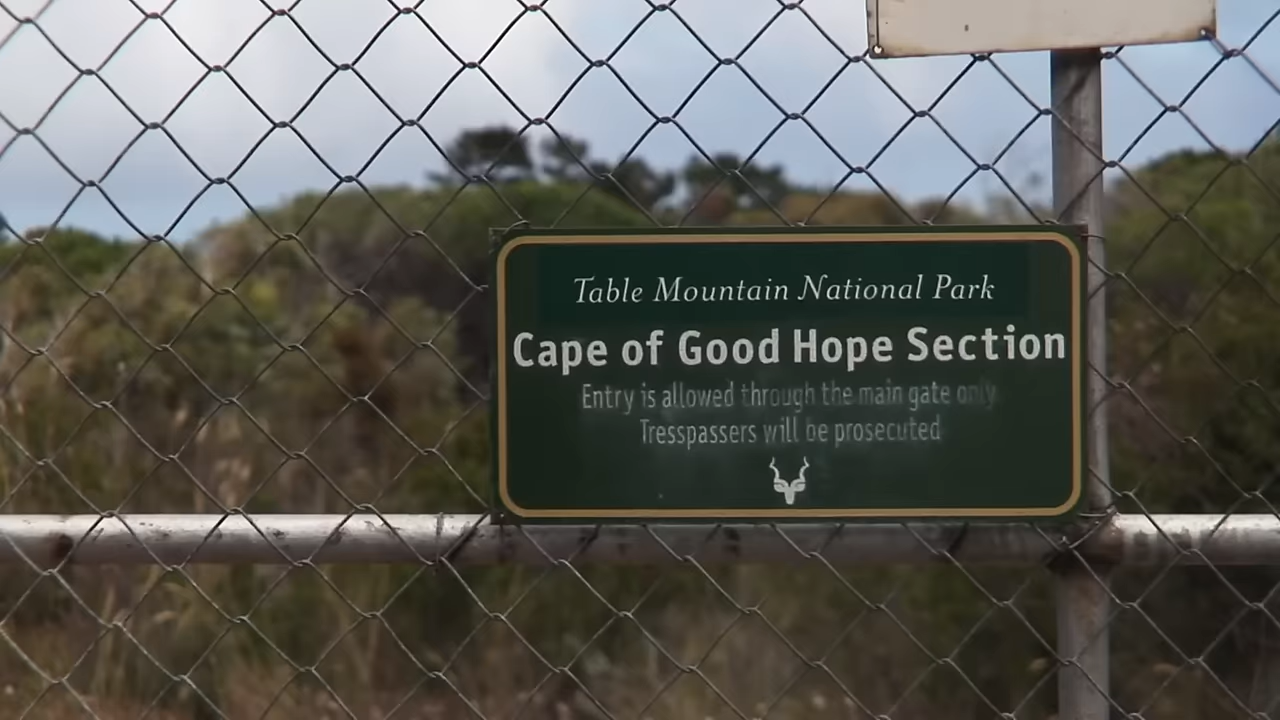 Table Mountain National Park
Cape of Good Hope Section
Entry is allowed through the main gate only
Tresspassers will be prosecuted